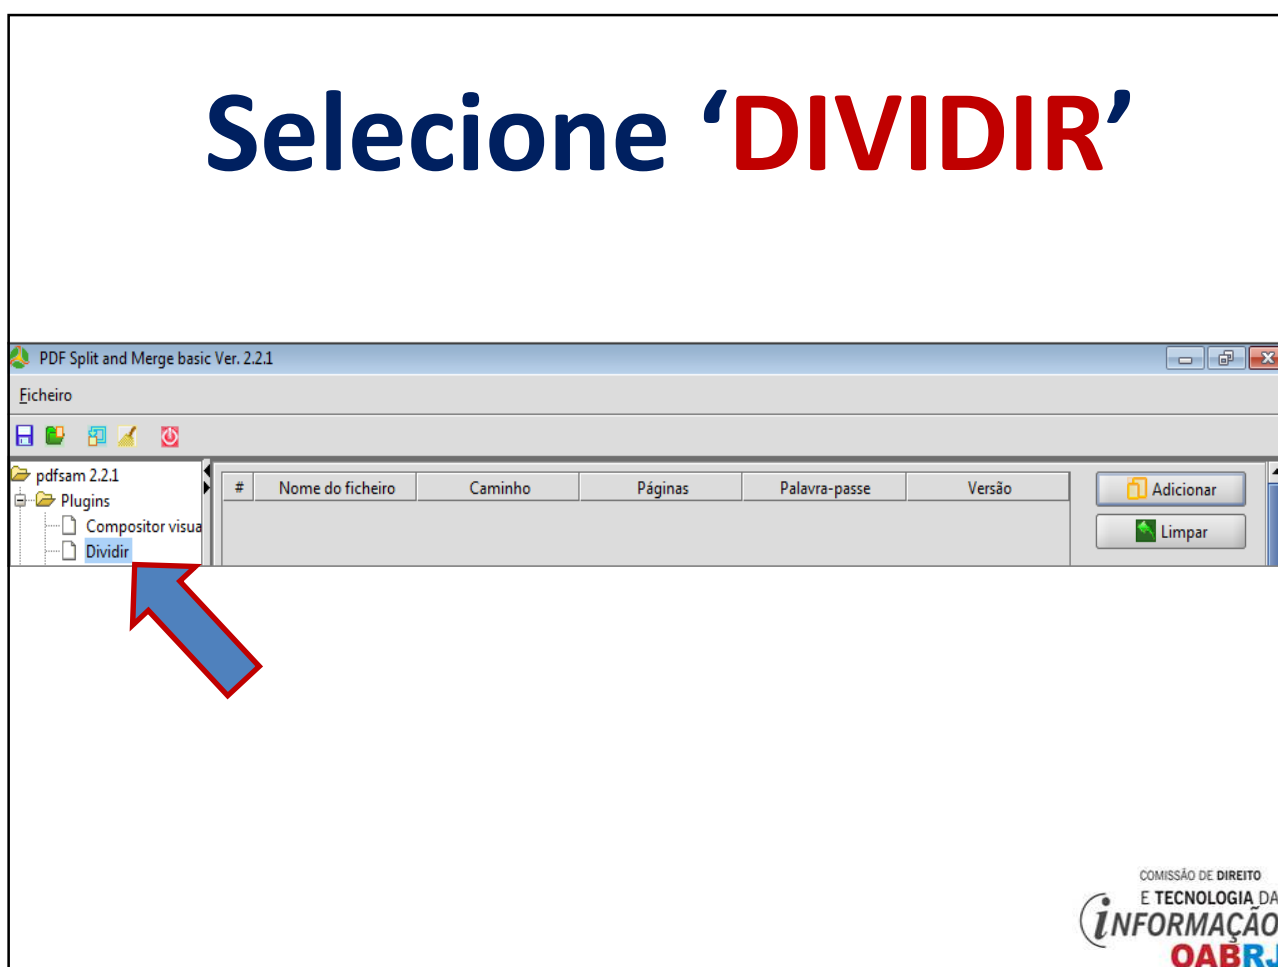 Selecione ‘DIVIDIR’
PDF Split and Merge basic Ver. 2.2.1
Ficheiro
pdfsam 2.2.1
Plugins
Compositor visua
Dividir
# Nome do ficheiro Caminho Páginas Palavra-passe Versão
Adicionar
Limpar
COMISSÃO DE DIREITO
E TECNOLOGIA DA
iNFORMAÇÃO
OABRJ